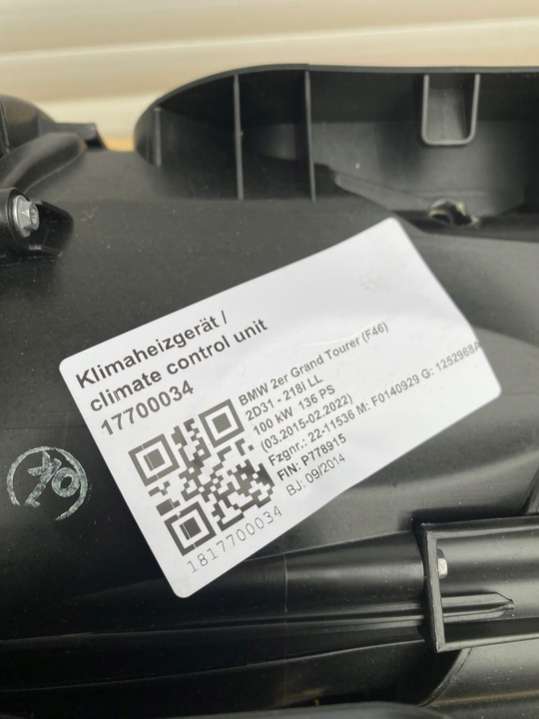 Klimaheizgerät /
climate control unit
17700034
BMW 2er Grand Tourer (F46)
2D31 - 218i LL
100 kW 136 PS
(03.2015-02.2022)
Fzgnr.: 22-11536 M: F0140929 G: 1252968A
FIN: P778915
BJ: 09/2014
1817700034